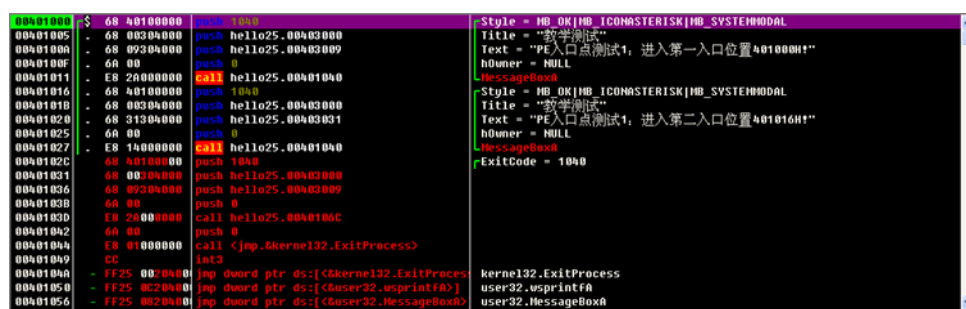 00401000 $ 68 40100000 push 1040 Style = MB_OK|MB_ICONASTERISK|MB_SYSTEMMODAL
00401005 . 68 00304000 push hello25.00403000 Title = "教学测试"
0040100A . 68 09304000 push hello25.00403009 Text = "PE入口点测试1：进入第一入口位置401000H!"
0040100F . 6A 00 push 0 hOwner = NULL
00401011 . E8 2A000000 call hello25.00401040 MessageBoxA
00401016 . 68 40100000 push 1040 Style = MB_OK|MB_ICONASTERISK|MB_SYSTEMMODAL
0040101B . 68 00304000 push hello25.00403000 Title = "教学测试"
00401020 . 68 31304000 push hello25.00403031 Text = "PE入口点测试1：进入第二入口位置401016H!"
00401025 . 6A 00 push 0 hOwner = NULL
00401027 . E8 14000000 call hello25.00401040 MessageBoxA
0040102C 68 40100000 push 1040 ExitCode = 1040
00401031 68 00304000 push hello25.00403000
00401036 68 09304000 push hello25.00403009
0040103B 6A 00 push 0
0040103D E8 2A000000 call hello25.0040106C
00401042 6A 00 push 0
00401044 E8 01000000 call <jmp.&kernel32.ExitProcess>
00401049 CC int3
0040104A - FF25 0020400 jmp dword ptr ds:[<&kernel32.ExitProces kernel32.ExitProcess
00401050 - FF25 0C20400 jmp dword ptr ds:[<&user32.wsprintfA>] user32.wsprintfA
00401056 - FF25 0820400 jmp dword ptr ds:[<&user32.MessageBoxA> user32.MessageBoxA